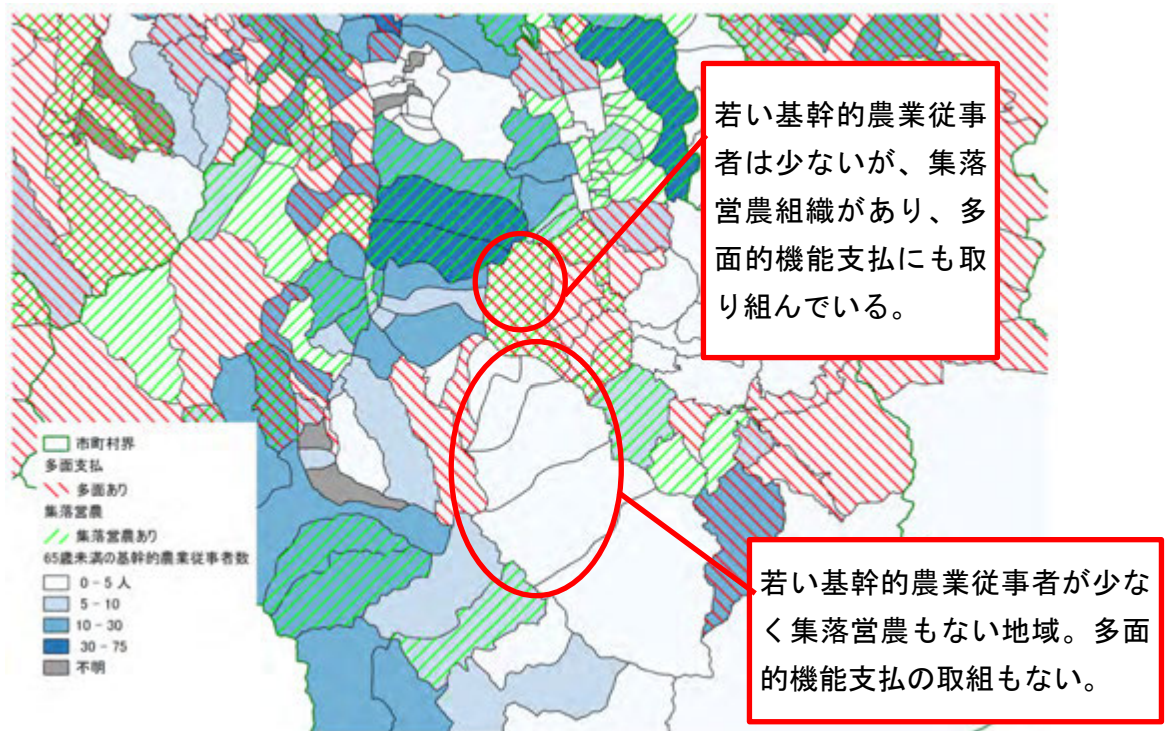 若い基幹的農業従事
者は少ないが、集落
営農組織があり、多
面的機能支払にも取
り組んでいる。
市町村界
多面支払
多面あり
集落営農
集落営農あり
65歳未満の基幹的農業従事者数
0 - 5 人
5 - 10
10 - 30
30 - 75
不明
若い基幹的農業従事者が少な
く集落営農もない地域。多面
的機能支払の取組もない。